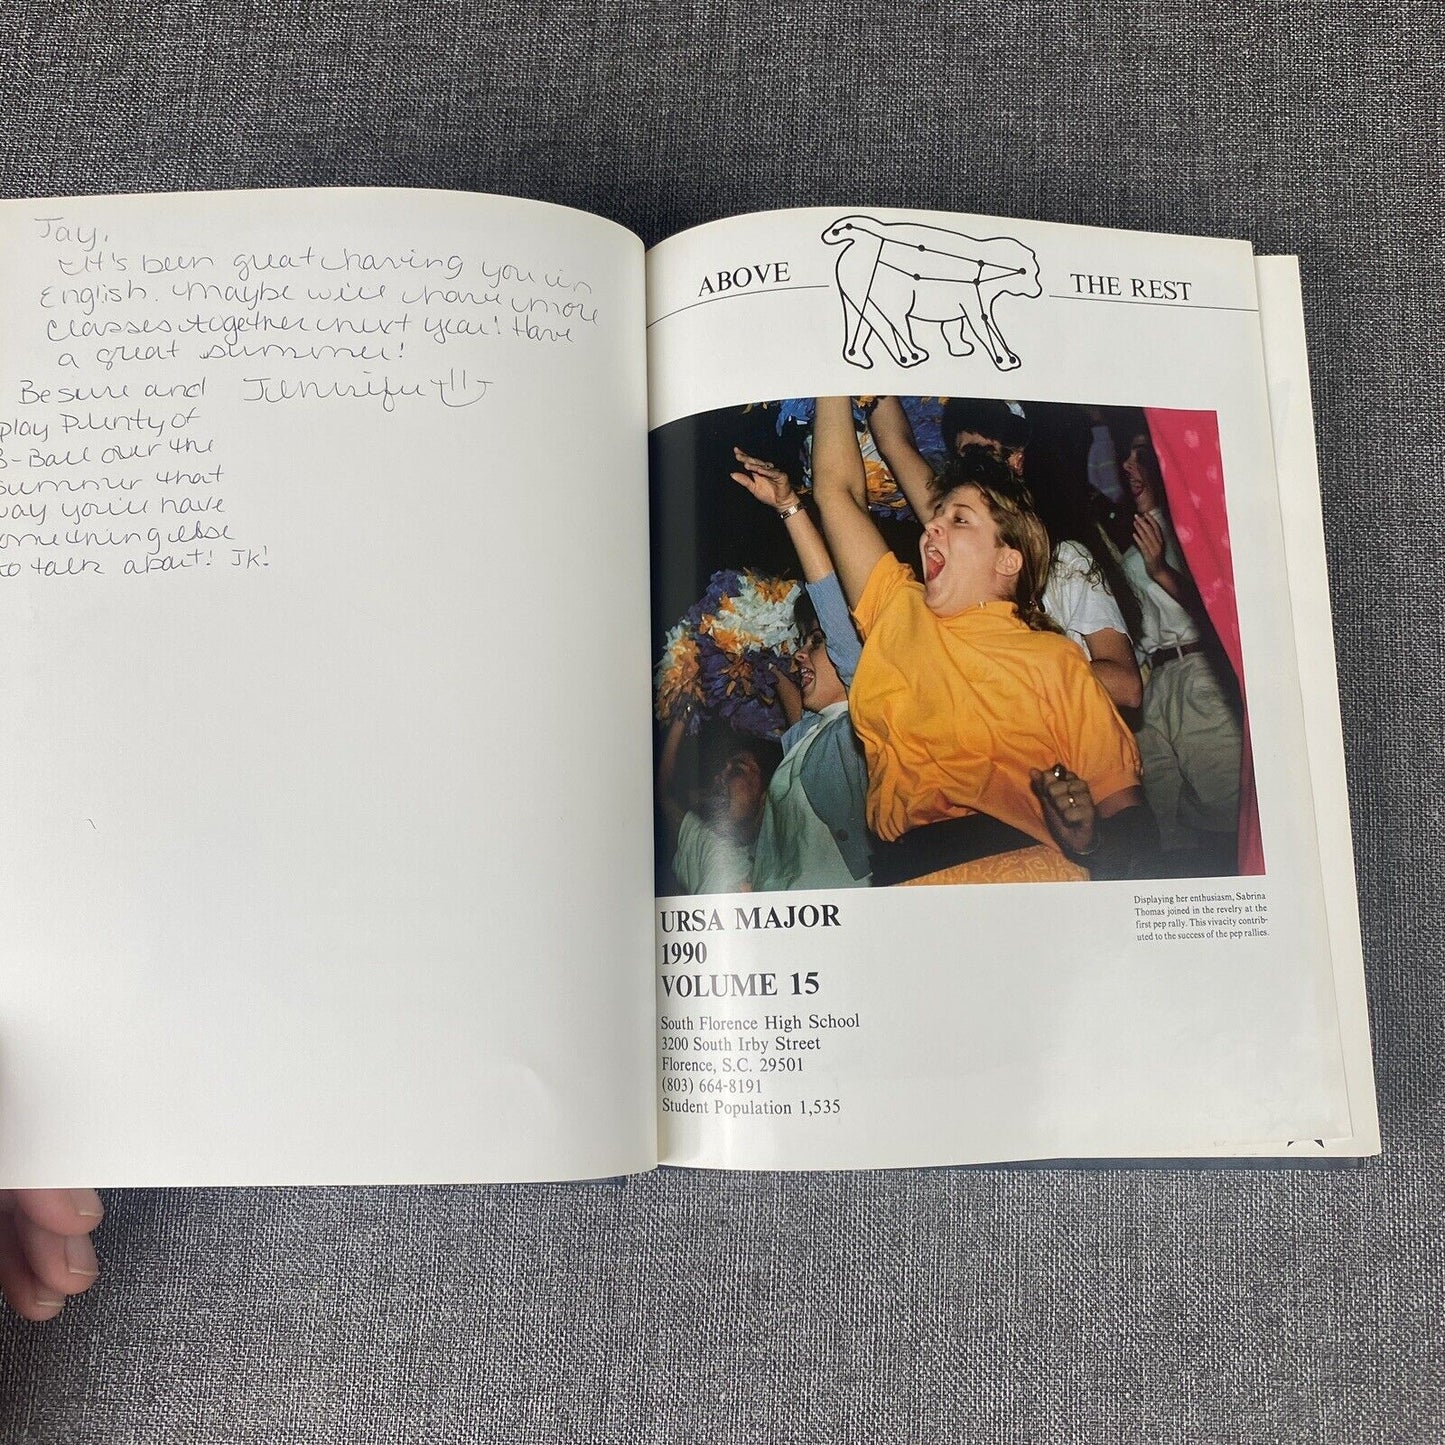 Jay,
It's been great having you in
English. Maybe will have more
classes together next year! Have
a great summer!
Be sure and Jennifer
play plenty of
B-Ball over the
summer that
way you'll have
something else
to talk about! JK!
ABOVE THE REST
Displaying her enthusiasm, Sabrina
Thomas joined in the revelry at the
first pep rally. This vivacity contrib-
uted to the success of the pep rallies.
URSA MAJOR
1990
VOLUME 15
South Florence High School
3200 South Irby Street
Florence, S.C. 29501
(803) 664-8191
Student Population 1,535